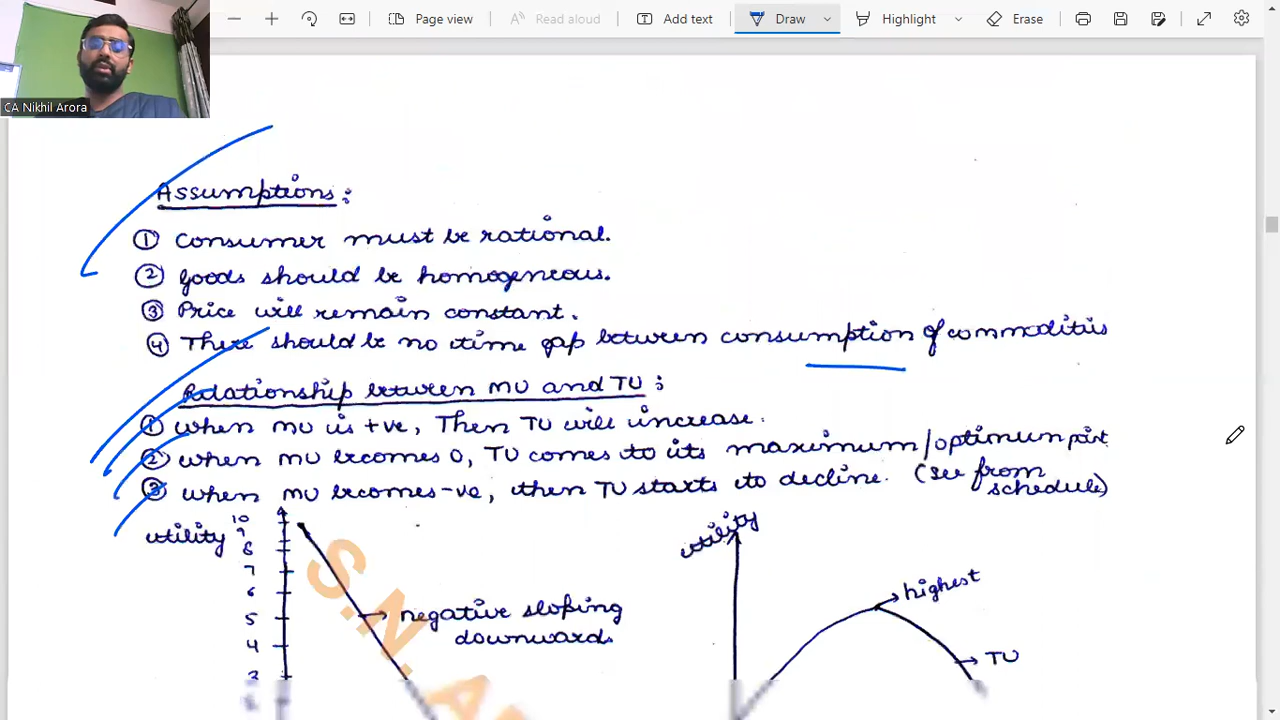 Page view
Read aloud
Add text
Draw
Highlight
Erase
CA Nikhil Arora
Assumptions:
① Consumer must be rational.
② Goods should be homogeneous.
③ Price will remain constant.
④ There should be no time gap between consumption of commodities
Relationship between MU and TU:
① when MU is +ve, Then TU will increase.
② when MU becomes 0, TU comes to its maximum/optimum point
③ when MU becomes -ve, then TU starts to decline. (see from schedule)
utility
10
9
8
7
6
5
4
3
negative sloping
downward
utility
highest
TU
S.N. A